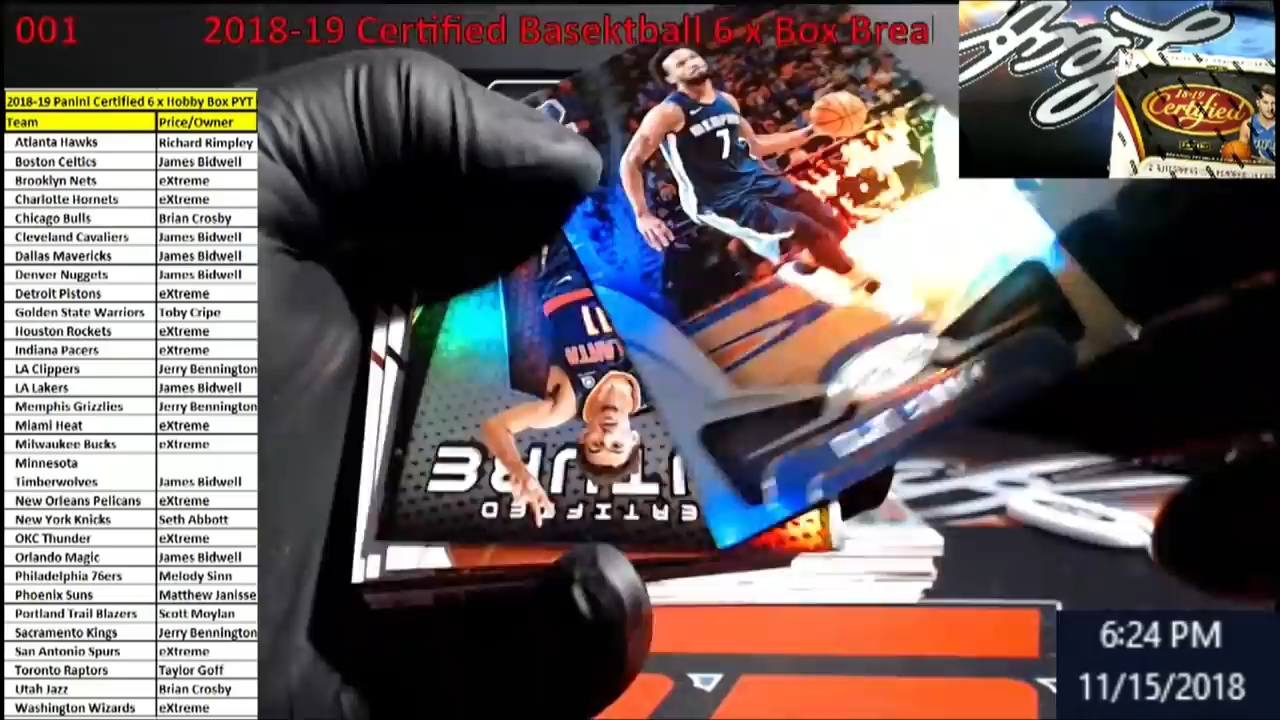 001
2018-19 Certified Basektball 6 x Box Brea
2018-19 Panini Certified 6 x Hobby Box PYT
Team Price/Owner
Atlanta Hawks Richard Rimpley
Boston Celtics James Bidwell
Brooklyn Nets eXtreme
Charlotte Hornets eXtreme
Chicago Bulls Brian Crosby
Cleveland Cavaliers James Bidwell
Dallas Mavericks James Bidwell
Denver Nuggets James Bidwell
Detroit Pistons eXtreme
Golden State Warriors Toby Cripe
Houston Rockets eXtreme
Indiana Pacers eXtreme
LA Clippers Jerry Bennington
LA Lakers James Bidwell
Memphis Grizzlies Jerry Bennington
Miami Heat eXtreme
Milwaukee Bucks eXtreme
Minnesota
Timberwolves James Bidwell
New Orleans Pelicans eXtreme
New York Knicks Seth Abbott
OKC Thunder eXtreme
Orlando Magic James Bidwell
Philadelphia 76ers Melody Sinn
Phoenix Suns Matthew Janisse
Portland Trail Blazers Scott Moylan
Sacramento Kings Jerry Bennington
San Antonio Spurs eXtreme
Toronto Raptors Taylor Goff
Utah Jazz Brian Crosby
Washington Wizards eXtreme
18-19
Certified
MEMPHIS
7
11
6:24 PM
11/15/2018